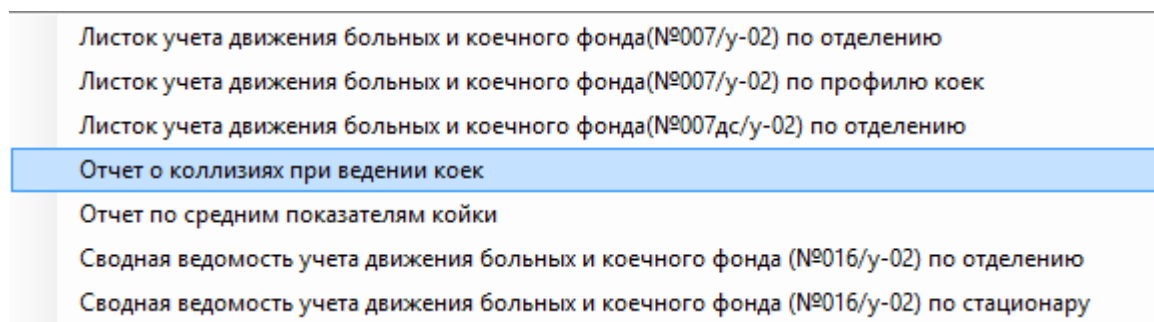 Листок учета движения больных и коечного фонда(№007/у-02) по отделению
Листок учета движения больных и коечного фонда(№007/у-02) по профилю коек
Листок учета движения больных и коечного фонда(№007дс/у-02) по отделению
Отчет о коллизиях при ведении коек
Отчет по средним показателям койки
Сводная ведомость учета движения больных и коечного фонда (№016/у-02) по отделению
Сводная ведомость учета движения больных и коечного фонда (№016/у-02) по стационару